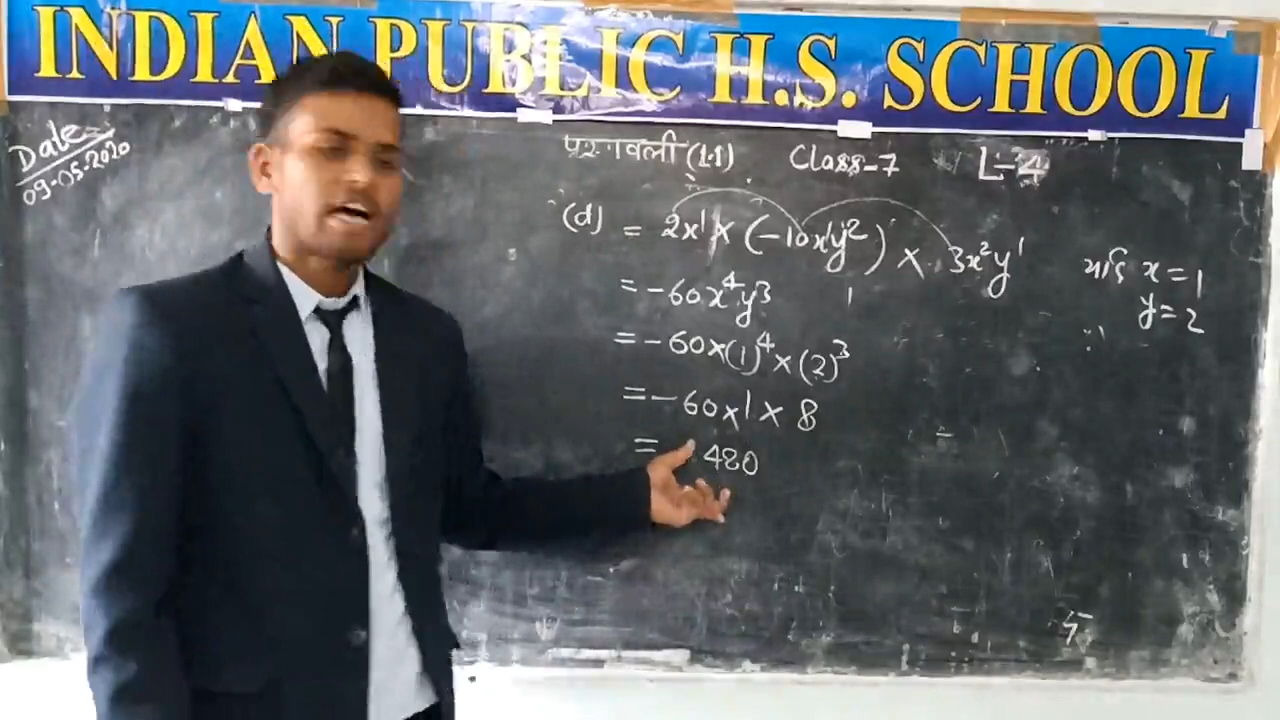 INDIAN PUBLIC H.S. SCHOOL
Date:-
09-05-2020
प्रश्नावली (1.1) Class-7 L-4
(d) = 2x¹ × (-10x¹y²) × 3x²y¹
यदि x = 1
y = 2
= -60x⁴y³
= -60×(1)⁴×(2)³
= -60×1×8
= 480